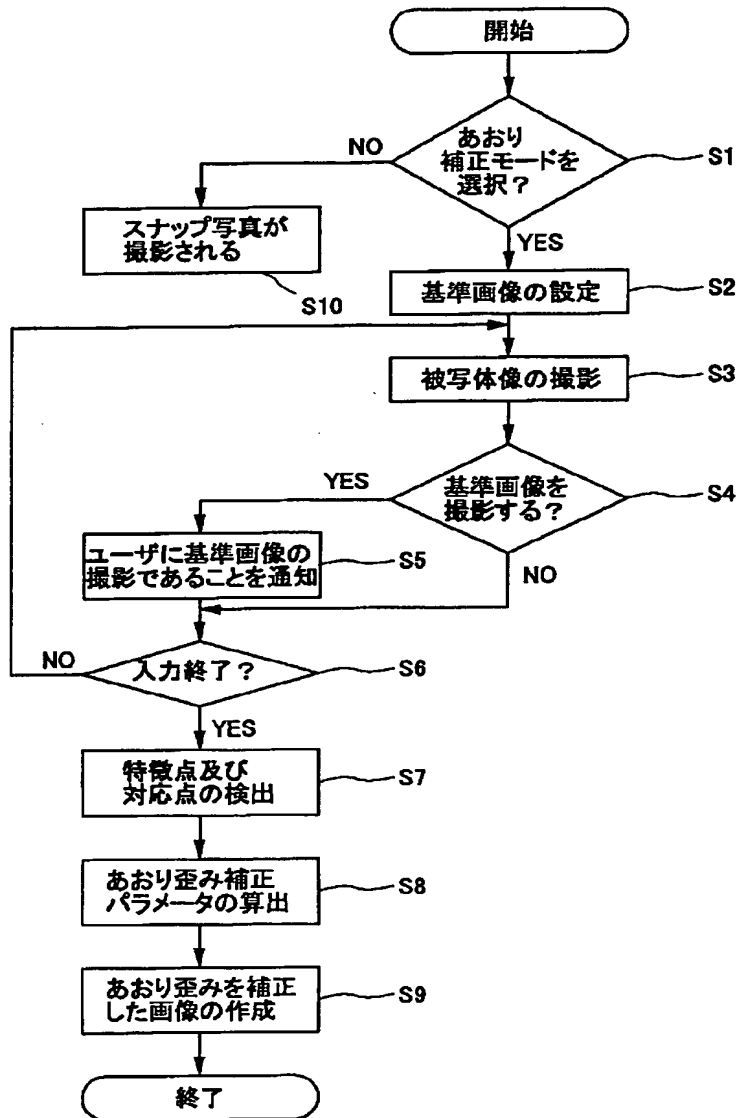 開始
あおり
補正モードを
選択？
S1
NO
YES
スナップ写真が
撮影される
S10
基準画像の設定
S2
被写体像の撮影
S3
基準画像を
撮影する？
S4
YES
NO
ユーザに基準画像の
撮影であることを通知
S5
入力終了？
S6
NO
YES
特徴点及び
対応点の検出
S7
あおり歪み補正
パラメータの算出
S8
あおり歪みを補正
した画像の作成
S9
終了